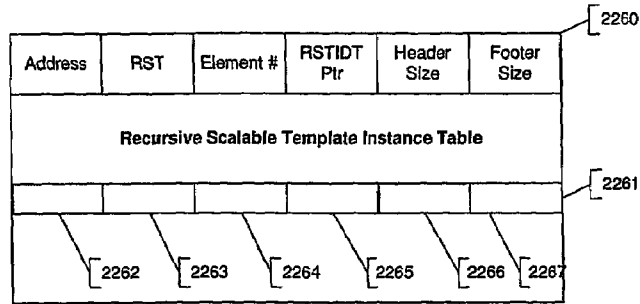 2260
Address RST Element # RSTIDT Ptr Header Size Footer Size
Recursive Scalable Template Instance Table
2261
2262 2263 2264 2265 2266 2267